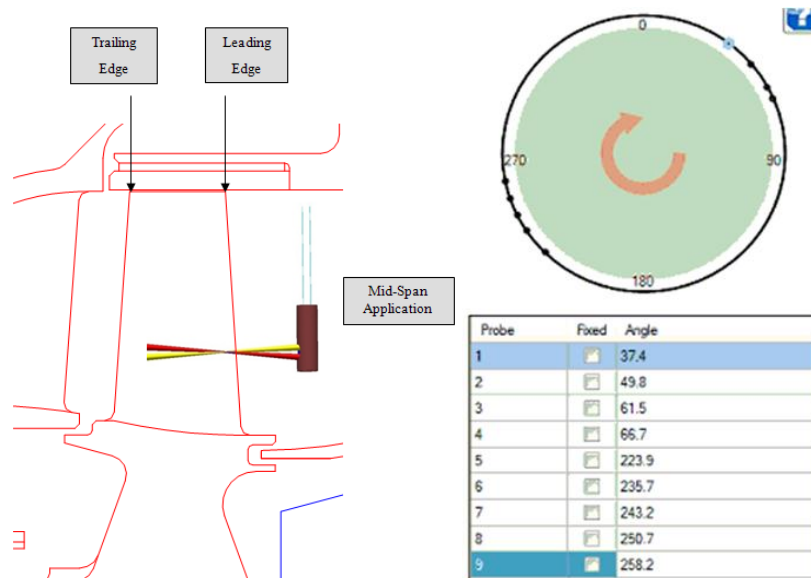 Trailing
Edge
Leading
Edge
Mid-Span
Application
?
0
270
90
180
Probe Fixed Angle
1 37.4
2 49.8
3 61.5
4 66.7
5 223.9
6 235.7
7 243.2
8 250.7
9 258.2